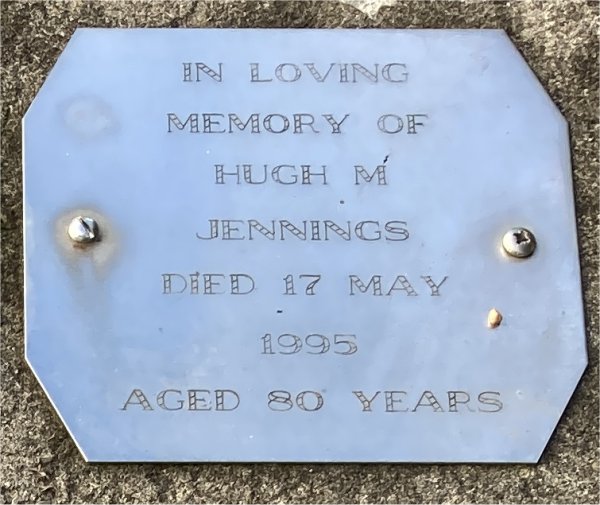 IN LOVING
MEMORY OF
HUGH M
JENNINGS
DIED 17 MAY
1995
AGED 80 YEARS